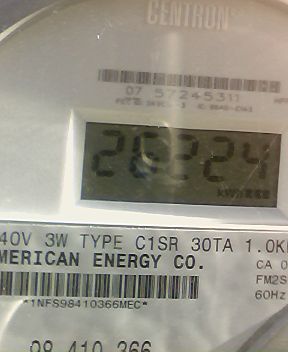 CENTRON
07 57245311
26224
kWh
40V 3W TYPE C1SR 30TA 1.0K
MERICAN ENERGY CO.
CA 0
FM2S
*1NFS98410366MEC*
60Hz
98 410 366